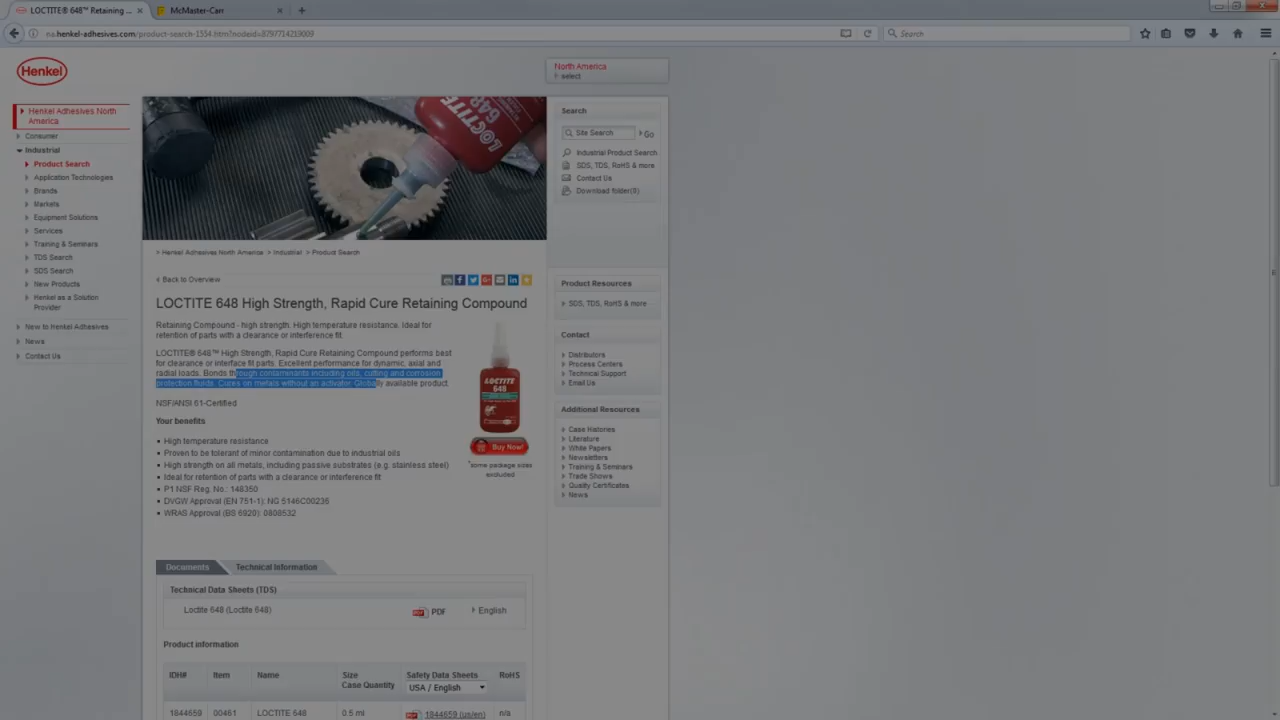 LOCTITE® 648™ Retaining ...
McMaster-Carr
na.henkel-adhesives.com/product-search-1554.htm?nodeid=8797714219009
Search
Henkel
North America
select
Henkel Adhesives North
America
Consumer
Industrial
Product Search
Application Technologies
Brands
Markets
Equipment Solutions
Services
Training & Seminars
TDS Search
SDS Search
New Products
Henkel as a Solution
Provider
New to Henkel Adhesives
News
Contact Us
LOCTITE
648
> Henkel Adhesives North America > Industrial > Product Search
< Back to Overview
LOCTITE 648 High Strength, Rapid Cure Retaining Compound
Retaining Compound - high strength. High temperature resistance. Ideal for
retention of parts with a clearance or interference fit.
LOCTITE® 648™ High Strength, Rapid Cure Retaining Compound performs best
for clearance or interface fit parts. Excellent performance for dynamic, axial and
radial loads. Bonds through contaminants including oils, cutting and corrosion
protection fluids. Cures on metals without an activator. Globally available product.
NSF/ANSI 61-Certified
Your benefits
High temperature resistance
Proven to be tolerant of minor contamination due to industrial oils
High strength on all metals, including passive substrates (e.g. stainless steel)
Ideal for retention of parts with a clearance or interference fit
P1 NSF Reg. No.: 148350
DVGW Approval (EN 751-1): NG 5146C00236
WRAS Approval (BS 6920): 0808532
LOCTITE
648
Buy Now!
*some package sizes
excluded
Documents
Technical Information
Technical Data Sheets (TDS)
Loctite 648 (Loctite 648)
PDF
English
Product information
IDH#
Item
Name
Size
Case Quantity
Safety Data Sheets
USA / English
RoHS
1844659
00461
LOCTITE 648
0.5 ml
1844659 (us/en)
n/a
Search
Site Search
Go
Industrial Product Search
SDS, TDS, RoHS & more
Contact Us
Download folder(0)
Product Resources
SDS, TDS, RoHS & more
Contact
Distributors
Process Centers
Technical Support
Email Us
Additional Resources
Case Histories
Literature
White Papers
Newsletters
Training & Seminars
Trade Shows
Quality Certificates
News